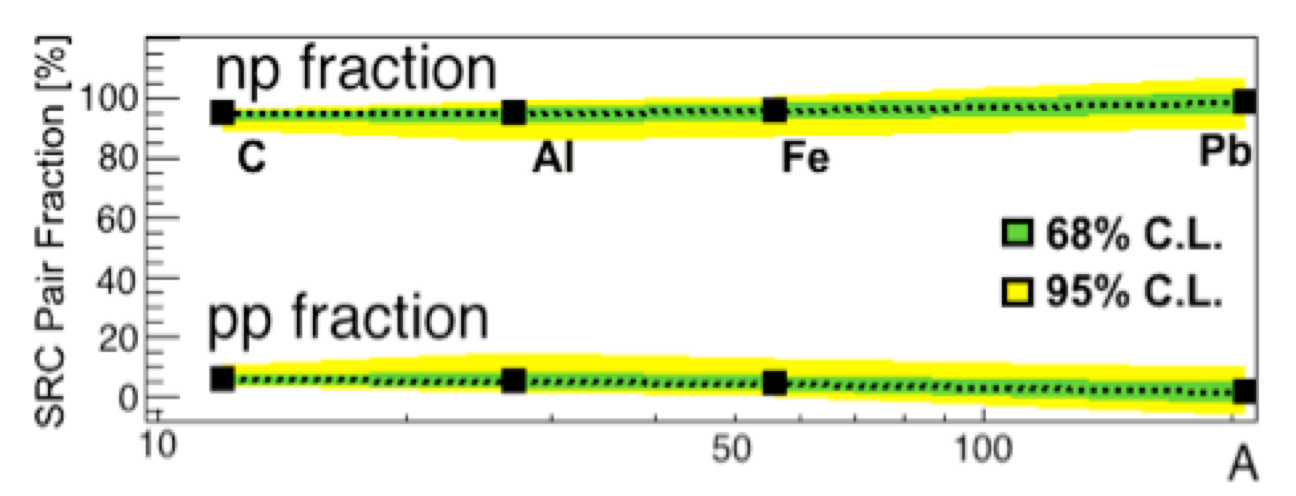 SRC Pair Fraction [%]
np fraction
100
80
60
40
20
0
C
Al
Fe
Pb
68% C.L.
95% C.L.
pp fraction
10
50
100
A